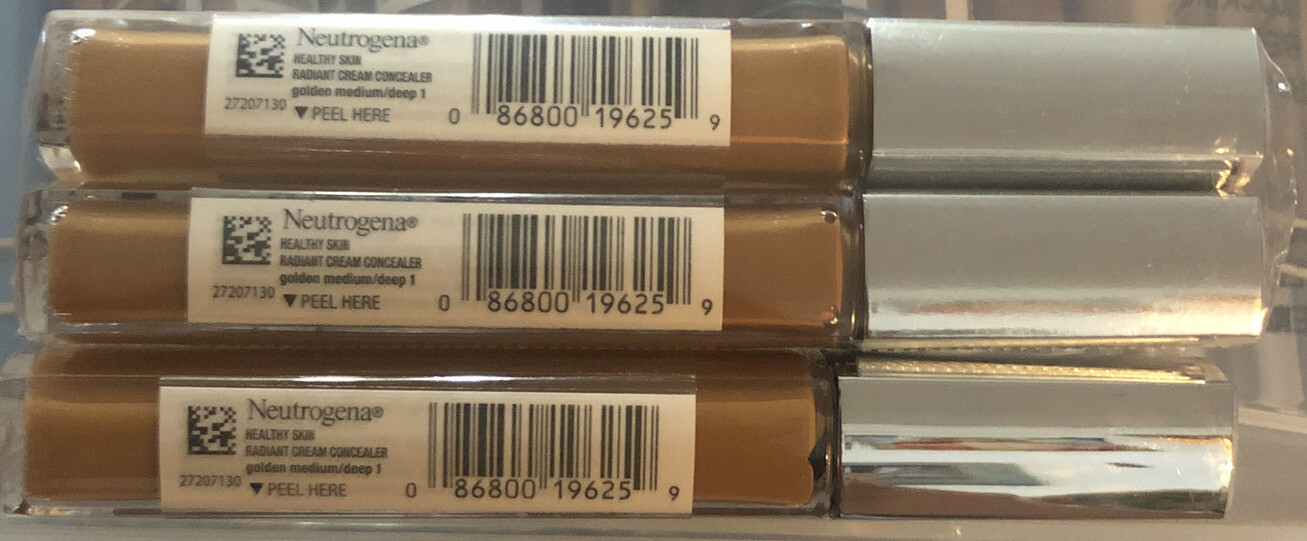 Neutrogena®
HEALTHY SKIN
RADIANT CREAM CONCEALER
golden medium/deep 1
27207130 ▼ PEEL HERE
0 86800 19625 9
Neutrogena®
HEALTHY SKIN
RADIANT CREAM CONCEALER
golden medium/deep 1
27207130 ▼ PEEL HERE
0 86800 19625 9
Neutrogena®
HEALTHY SKIN
RADIANT CREAM CONCEALER
golden medium/deep 1
27207130 ▼ PEEL HERE
0 86800 19625 9